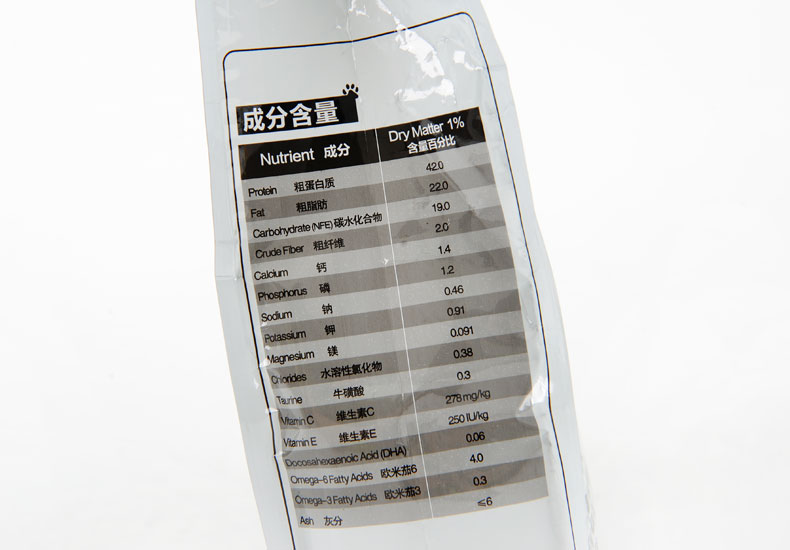 成分含量
Nutrient 成分 Dry Matter 1%
含量百分比
Protein 粗蛋白质 42.0
Fat 粗脂肪 22.0
Carbohydrate (NFE) 碳水化合物 19.0
Crude Fiber 粗纤维 2.0
Calcium 钙 1.4
Phosphorus 磷 1.2
Sodium 钠 0.46
Potassium 钾 0.91
Magnesium 镁 0.091
Chlorides 水溶性氯化物 0.38
Taurine 牛磺酸 0.3
Vitamin C 维生素C 278 mg/kg
Vitamin E 维生素E 250 IU/kg
Docosahexaenoic Acid (DHA) 0.06
Omega-6 Fatty Acids 欧米茄6 4.0
Omega-3 Fatty Acids 欧米茄3 0.3
Ash 灰分 ≤6